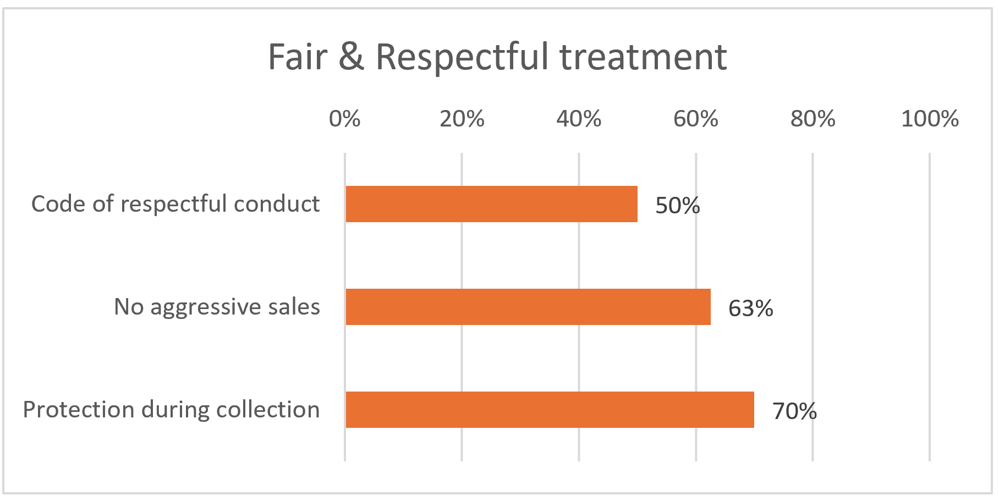 Fair & Respectful treatment
0% 20% 40% 60% 80% 100%
Code of respectful conduct 50%
No aggressive sales 63%
Protection during collection 70%